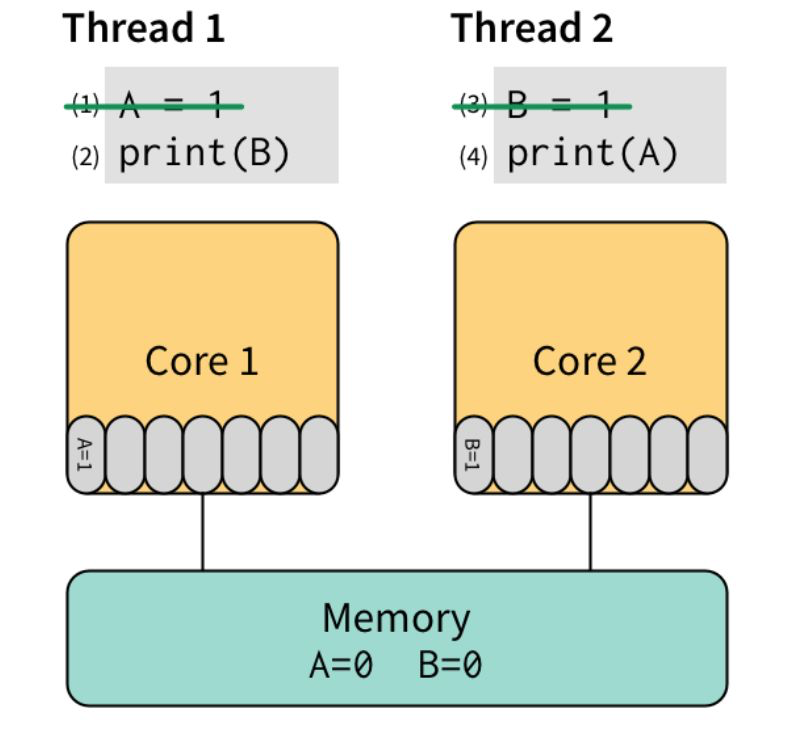 Thread 1
(1) A = 1
(2) print(B)
Thread 2
(3) B = 1
(4) print(A)
Core 1
A=1
Core 2
B=1
Memory
A=0 B=0